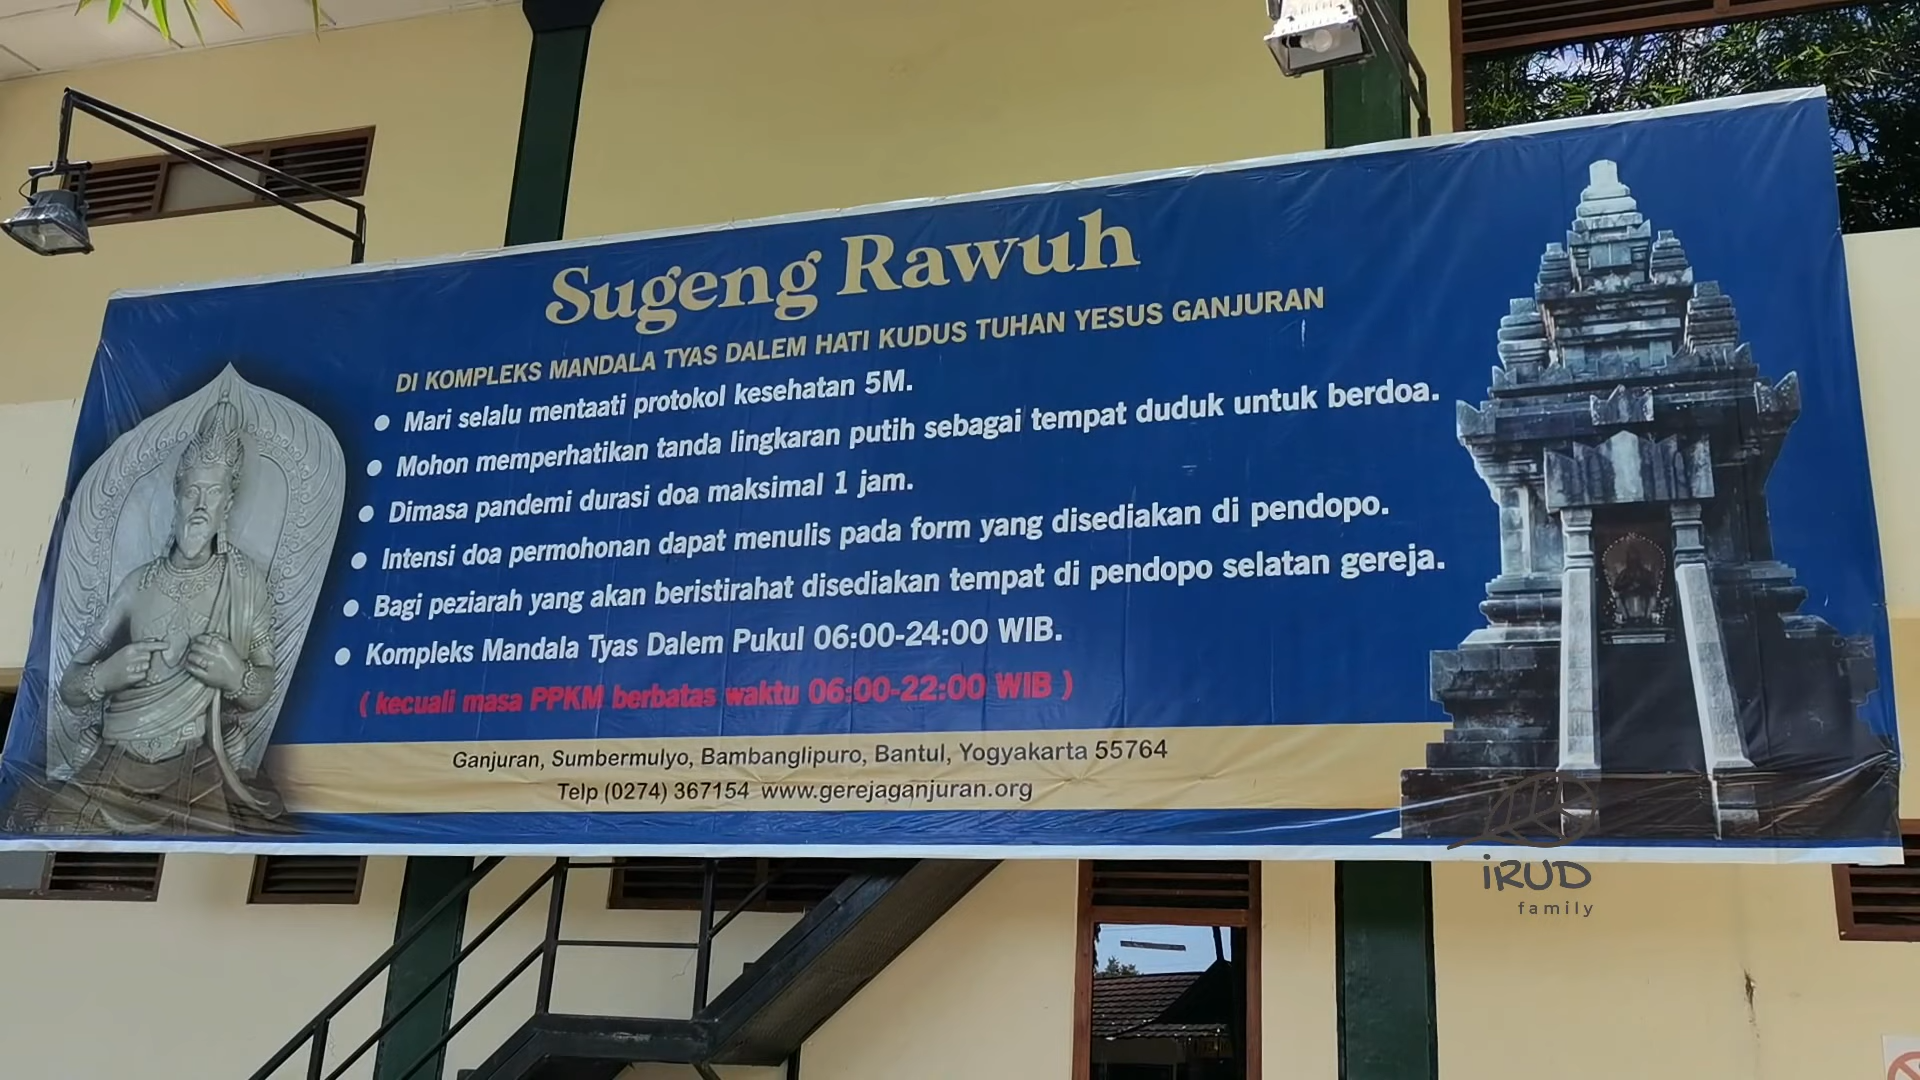 Sugeng Rawuh
DI KOMPLEKS MANDALA TYAS DALEM HATI KUDUS TUHAN YESUS GANJURAN
● Mari selalu mentaati protokol kesehatan 5M.
● Mohon memperhatikan tanda lingkaran putih sebagai tempat duduk untuk berdoa.
● Dimasa pandemi durasi doa maksimal 1 jam.
● Intensi doa permohonan dapat menulis pada form yang disediakan di pendopo.
● Bagi peziarah yang akan beristirahat disediakan tempat di pendopo selatan gereja.
● Kompleks Mandala Tyas Dalem Pukul 06:00-24:00 WIB.
( kecuali masa PPKM berbatas waktu 06:00-22:00 WIB )
Ganjuran, Sumbermulyo, Bambanglipuro, Bantul, Yogyakarta 55764
Telp (0274) 367154 www.gerejaganjuran.org
iRUD
family